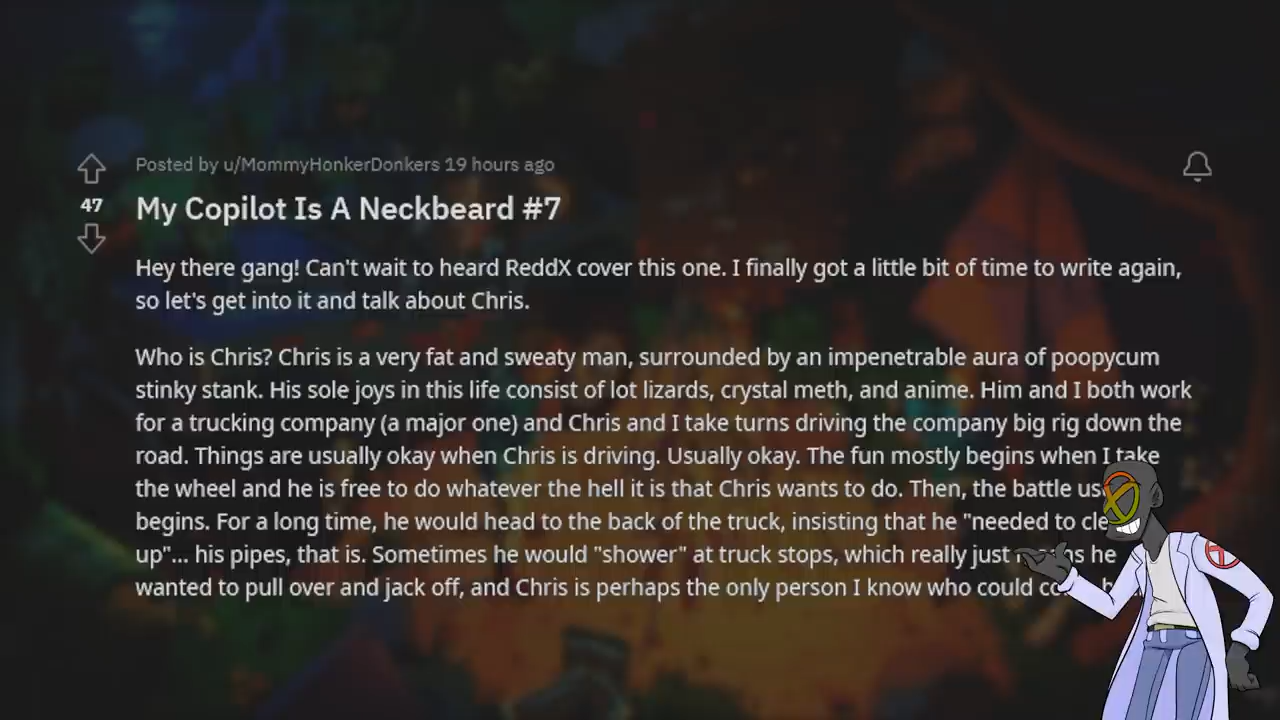 Posted by u/MommyHonkerDonkers 19 hours ago
47
My Copilot Is A Neckbeard #7
Hey there gang! Can't wait to heard ReddX cover this one. I finally got a little bit of time to write again,
so let's get into it and talk about Chris.
Who is Chris? Chris is a very fat and sweaty man, surrounded by an impenetrable aura of poopycum
stinky stank. His sole joys in this life consist of lot lizards, crystal meth, and anime. Him and I both work
for a trucking company (a major one) and Chris and I take turns driving the company big rig down the
road. Things are usually okay when Chris is driving. Usually okay. The fun mostly begins when I take
the wheel and he is free to do whatever the hell it is that Chris wants to do. Then, the battle
begins. For a long time, he would head to the back of the truck, insisting that he "needed to
up"... his pipes, that is. Sometimes he would "shower" at truck stops, which really just he
wanted to pull over and jack off, and Chris is perhaps the only person I know who could